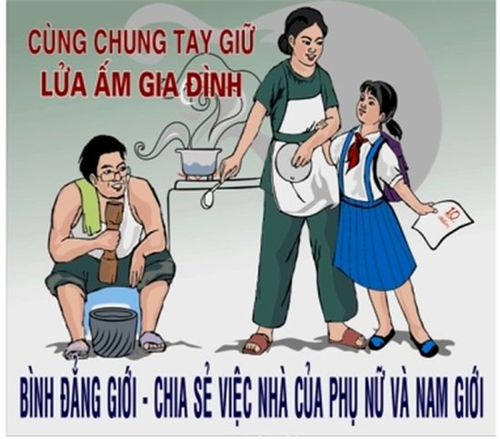 CÙNG CHUNG TAY GIỮ
LỬA ẤM GIA ĐÌNH
10
BÌNH ĐẲNG GIỚI - CHIA SẺ VIỆC NHÀ CỦA PHỤ NỮ VÀ NAM GIỚI